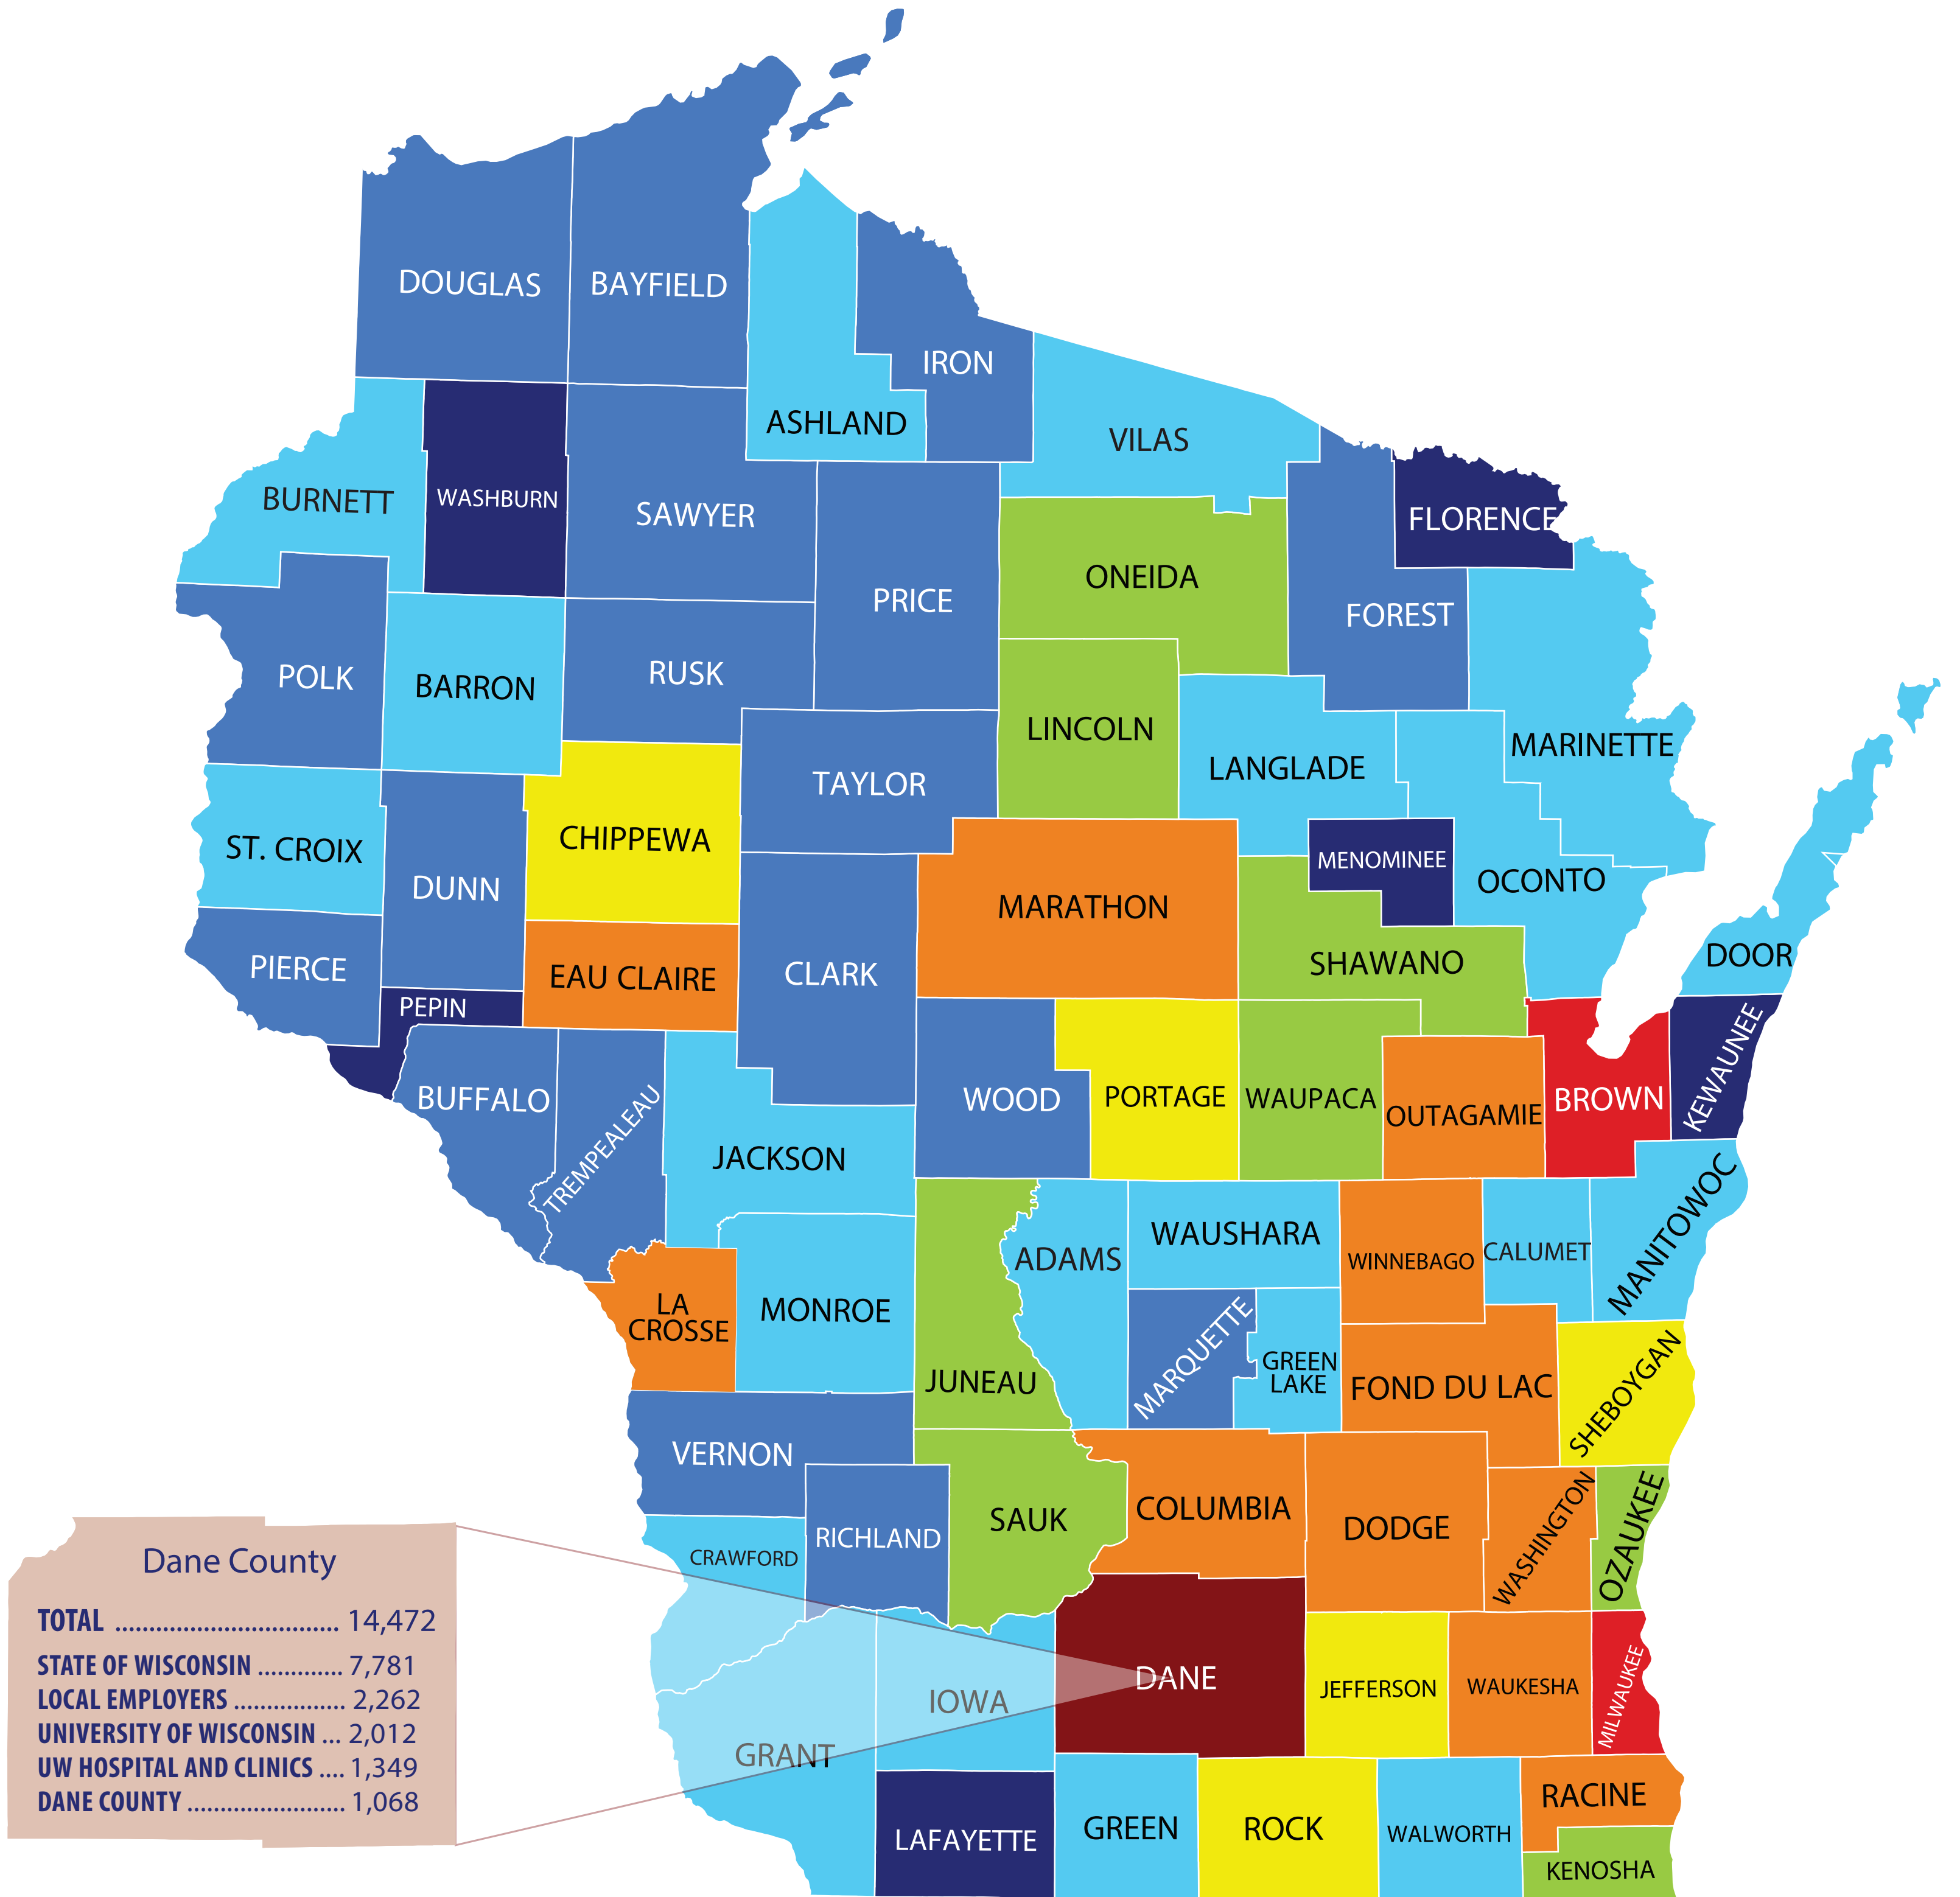 DOUGLAS
BAYFIELD
IRON
ASHLAND
VILAS
BURNETT
WASHBURN
SAWYER
FLORENCE
ONEIDA
PRICE
FOREST
POLK
BARRON
RUSK
LINCOLN
MARINETTE
LANGLADE
TAYLOR
ST. CROIX
CHIPPEWA
MENOMINEE
DUNN
OCONTO
MARATHON
PIERCE
EAU CLAIRE
CLARK
SHAWANO
DOOR
PEPIN
BUFFALO
TREMPEALEAU
WOOD
PORTAGE
WAUPACA
OUTAGAMIE
BROWN
KEWAUNEE
JACKSON
ADAMS
WAUSHARA
WINNEBAGO
CALUMET
MANITOWOC
LA
CROSSE
MONROE
JUNEAU
MARQUETTE
GREEN
LAKE
FOND DU LAC
SHEBOYGAN
VERNON
RICHLAND
SAUK
COLUMBIA
DODGE
WASHINGTON
OZAUKEE
CRAWFORD
IOWA
DANE
JEFFERSON
WAUKESHA
MILWAUKEE
GRANT
LAFAYETTE
GREEN
ROCK
WALWORTH
RACINE
KENOSHA
Dane County
TOTAL ................................. 14,472
STATE OF WISCONSIN ............. 7,781
LOCAL EMPLOYERS ................. 2,262
UNIVERSITY OF WISCONSIN ... 2,012
UW HOSPITAL AND CLINICS .... 1,349
DANE COUNTY ........................ 1,068